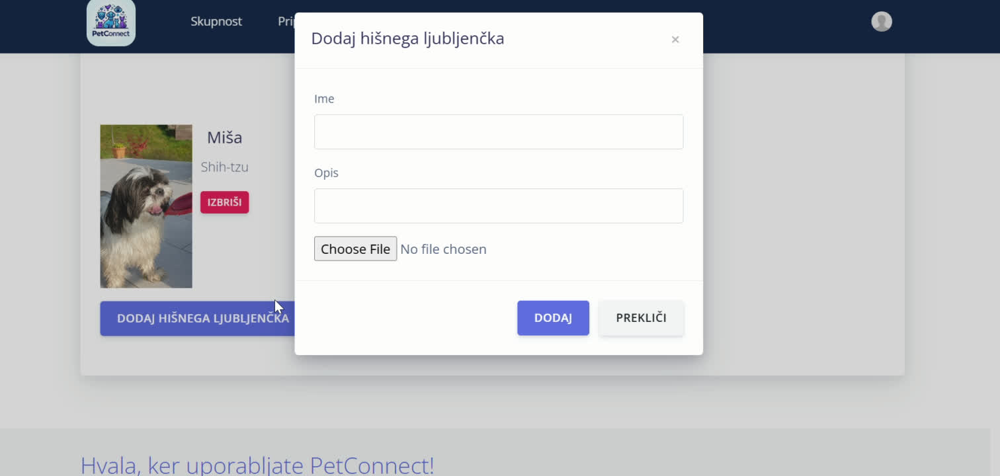 PetConnect
Skupnost
Dodaj hišnega ljubljenčka
×
Ime
Opis
Choose File No file chosen
DODAJ
PREKLIČI
Miša
Shih-tzu
IZBRIŠI
DODAJ HIŠNEGA LJUBLJENČKA
Hvala, ker uporabljate PetConnect!